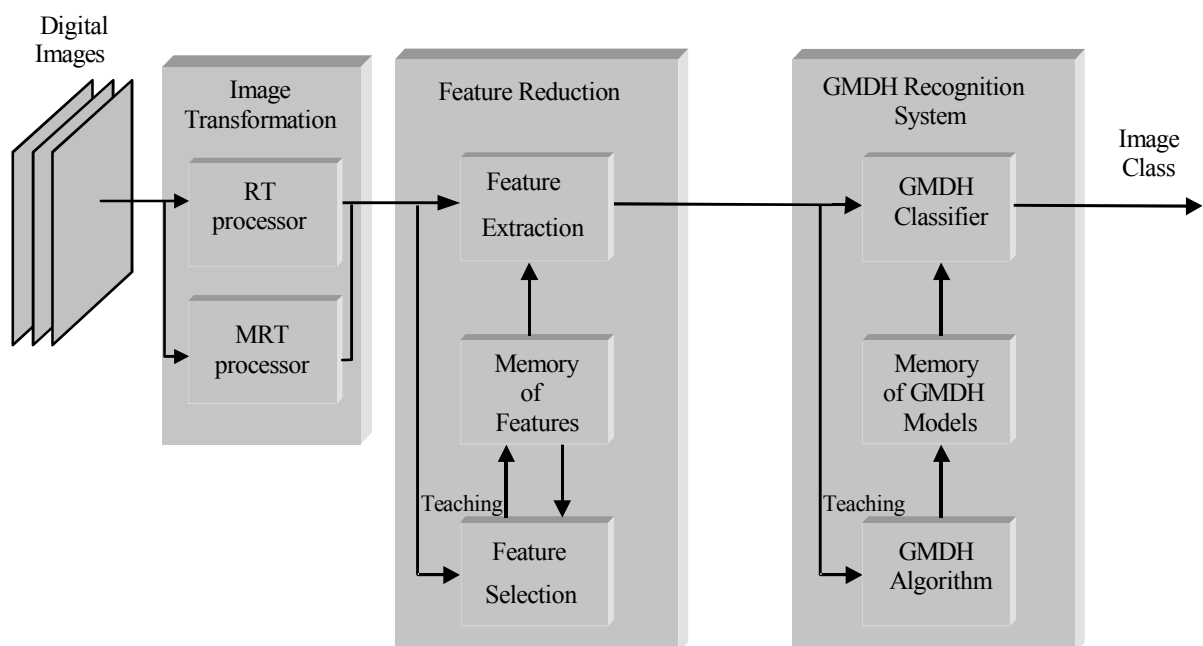 Digital
Images
Image
Transformation
RT
processor
MRT
processor
Feature Reduction
Feature
Extraction
Memory
of
Features
Teaching
Feature
Selection
GMDH Recognition
System
GMDH
Classifier
Memory
of GMDH
Models
Teaching
GMDH
Algorithm
Image
Class